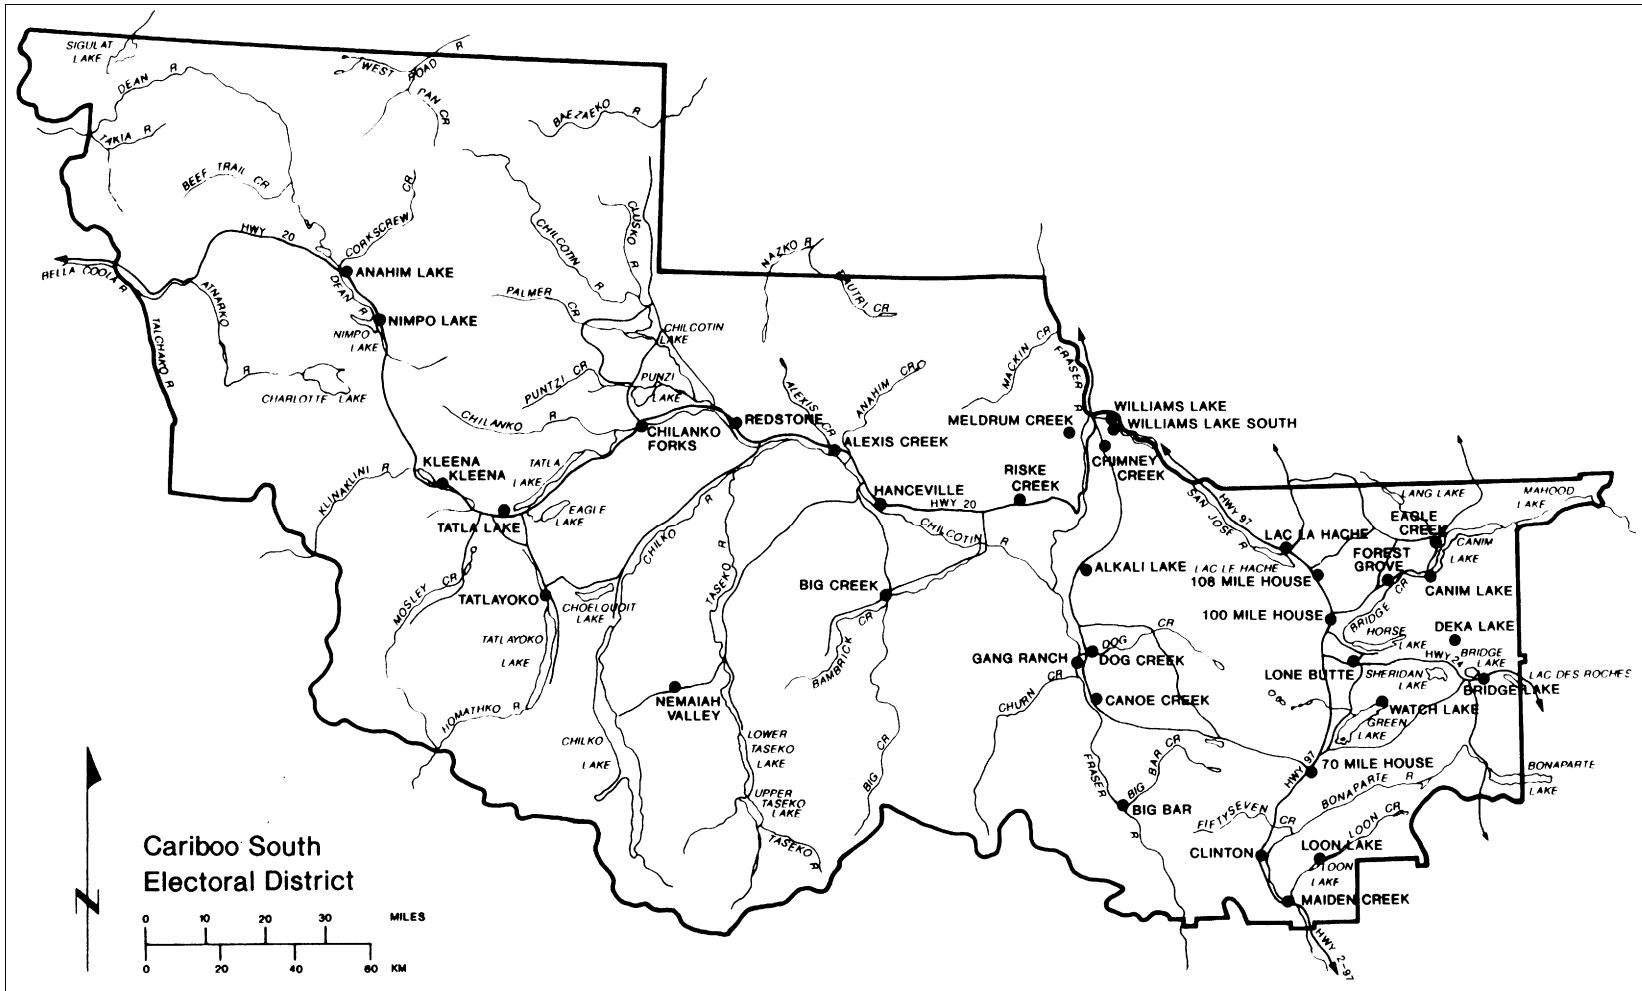 SIGULAT
LAKE
DEAN R
WEST ROAD R
PAN CR
BAEZAEKO R
TAKIA R
BEEF TRAIL CR
CORKSCREW CR
HWY 20
BELLA COOLA R
ANAHIM LAKE
DEAN R
NIMPO LAKE
NIMPO
LAKE
ATNARKO R
TALCHAKO R
CHARLOTTE LAKE
CHILCOTIN R
CLUSKO R
PALMER CR
CHILCOTIN
LAKE
NAZKO R
BAUTRI CR
PUNTZI CR
PUNZI
LAKE
CHILANKO R
CHILANKO
FORKS
REDSTONE
ALEXIS CR
ANAHIM CR
ALEXIS CREEK
MACKIN CR
FRASER R
MELDRUM CREEK
WILLIAMS LAKE
WILLIAMS LAKE SOUTH
CHIMNEY
CREEK
RISKE
CREEK
HANCEVILLE
HWY 20
CHILCOTIN R
KLEENA
KLEENA
KLINAKLINI R
TATLA
LAKE
TATLA LAKE
EAGLE
LAKE
MOSLEY CR
TATLAYOKO
CHOELQUOIT
LAKE
TATLAYOKO
LAKE
HOMATHKO R
CHILKO R
TASEKO R
BIG CREEK
BAMBRICK CR
NEMAIAH
VALLEY
CHILKO
LAKE
LOWER
TASEKO
LAKE
UPPER
TASEKO
LAKE
TASEKO R
BIG CR
SAN JOSE R
HWY 97
LAC LA HACHE
LAC LE HACHE
LANG LAKE
MAHOOD
LAKE
EAGLE
CREEK
CANIM
LAKE
FOREST
GROVE
CANIM LAKE
BRIDGE CR
108 MILE HOUSE
100 MILE HOUSE
ALKALI LAKE
DOG CR
DOG CREEK
GANG RANCH
CHURN CR
CANOE CREEK
HORSE
LAKE
DEKA LAKE
BRIDGE
LAKE
HWY 24
LONE BUTTE
SHERIDAN
LAKE
BRIDGE LAKE
LAC DES ROCHES
WATCH LAKE
GREEN
LAKE
70 MILE HOUSE
HWY 97
BONAPARTE R
BONAPARTE
LAKE
FRASER R
BIG BAR CR
BIG BAR
FIFTYSEVEN CR
CLINTON
LOON CR
LOON LAKE
LOON
LAKE
MAIDEN CREEK
HWY 2-97
Cariboo South
Electoral District
0 10 20 30 MILES
0 20 40 60 KM